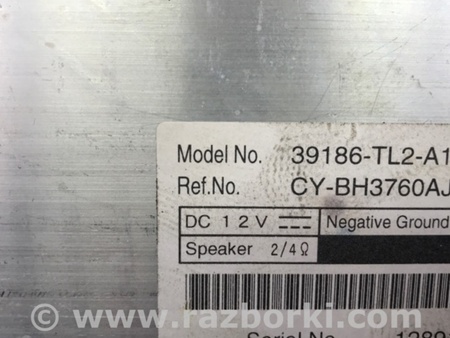 Model No. 39186-TL2-A1
Ref.No. CY-BH3760AJ
DC 12V Negative Ground
Speaker 2/4Ω
Serial No. 1289
www.razborki.com